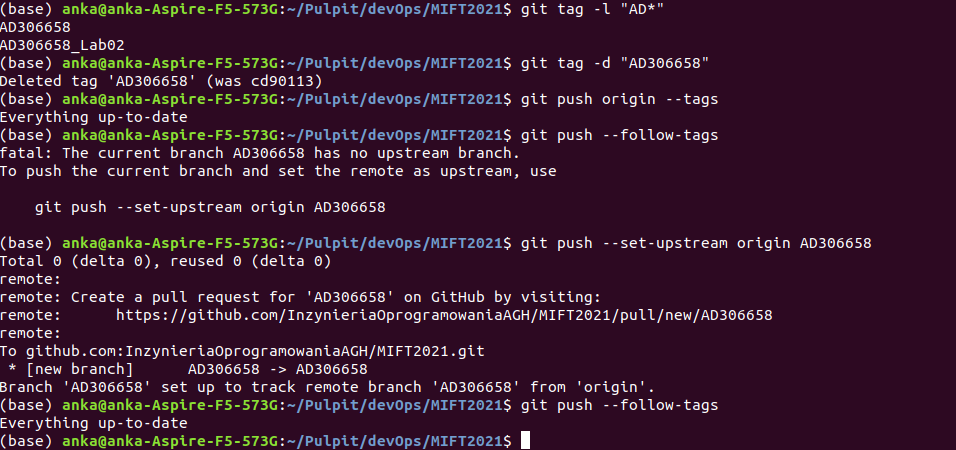 (base) anka@anka-Aspire-F5-573G:~/Pulpit/devOps/MIFT2021$ git tag -l "AD*"
AD306658
AD306658_Lab02
(base) anka@anka-Aspire-F5-573G:~/Pulpit/devOps/MIFT2021$ git tag -d "AD306658"
Deleted tag 'AD306658' (was cd90113)
(base) anka@anka-Aspire-F5-573G:~/Pulpit/devOps/MIFT2021$ git push origin --tags
Everything up-to-date
(base) anka@anka-Aspire-F5-573G:~/Pulpit/devOps/MIFT2021$ git push --follow-tags
fatal: The current branch AD306658 has no upstream branch.
To push the current branch and set the remote as upstream, use

    git push --set-upstream origin AD306658

(base) anka@anka-Aspire-F5-573G:~/Pulpit/devOps/MIFT2021$ git push --set-upstream origin AD306658
Total 0 (delta 0), reused 0 (delta 0)
remote:
remote: Create a pull request for 'AD306658' on GitHub by visiting:
remote:      https://github.com/InzynieriaOprogramowaniaAGH/MIFT2021/pull/new/AD306658
remote:
To github.com:InzynieriaOprogramowaniaAGH/MIFT2021.git
 * [new branch]      AD306658 -> AD306658
Branch 'AD306658' set up to track remote branch 'AD306658' from 'origin'.
(base) anka@anka-Aspire-F5-573G:~/Pulpit/devOps/MIFT2021$ git push --follow-tags
Everything up-to-date
(base) anka@anka-Aspire-F5-573G:~/Pulpit/devOps/MIFT2021$